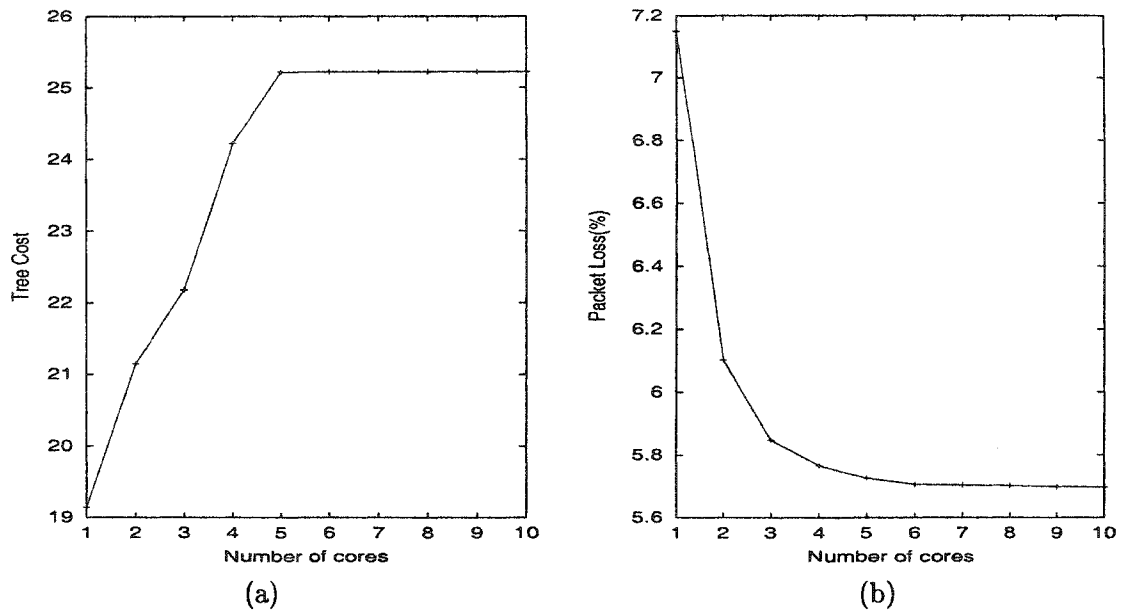 26
25
24
23
22
21
20
19
Tree Cost
1 2 3 4 5 6 7 8 9 10
Number of cores
(a)
7.2
7
6.8
6.6
6.4
6.2
6
5.8
5.6
Packet Loss(%)
1 2 3 4 5 6 7 8 9 10
Number of cores
(b)